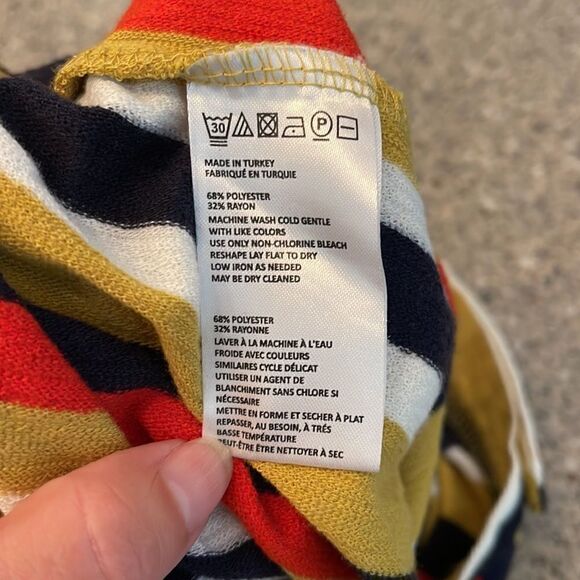 30 P
MADE IN TURKEY
FABRIQUÉ EN TURQUIE
68% POLYESTER
32% RAYON
MACHINE WASH COLD GENTLE
WITH LIKE COLORS
USE ONLY NON-CHLORINE BLEACH
RESHAPE LAY FLAT TO DRY
LOW IRON AS NEEDED
MAY BE DRY CLEANED
68% POLYESTER
32% RAYONNE
LAVER À LA MACHINE À L'EAU
FROIDE AVEC COULEURS
SIMILAIRES CYCLE DÉLICAT
UTILISER UN AGENT DE
BLANCHIMENT SANS CHLORE SI
NÉCESSAIRE
METTRE EN FORME ET SECHER À PLAT
REPASSER, AU BESOIN, À TRÉS
BASSE TEMPÉRATURE
PEUT-ÊTRE ÊTRE NETTOYER À SEC